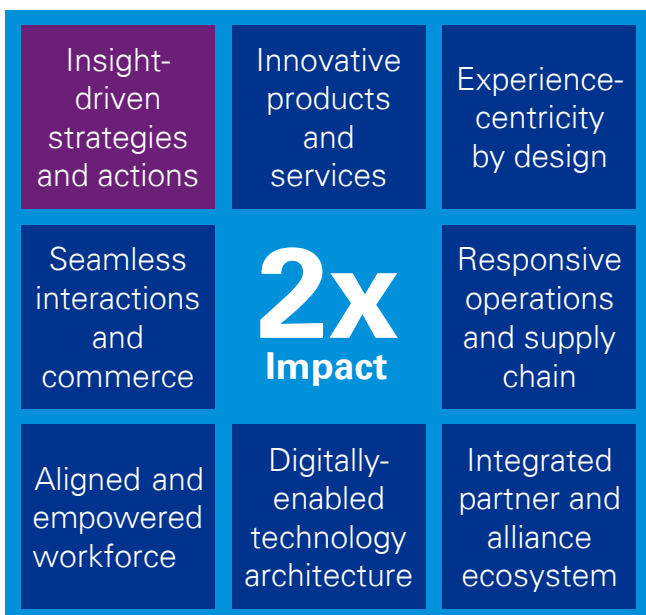 Insight-
driven
strategies
and actions
Innovative
products
and
services
Experience-
centricity
by design
Seamless
interactions
and
commerce
2x
Impact
Responsive
operations
and supply
chain
Aligned and
empowered
workforce
Digitally-
enabled
technology
architecture
Integrated
partner and
alliance
ecosystem